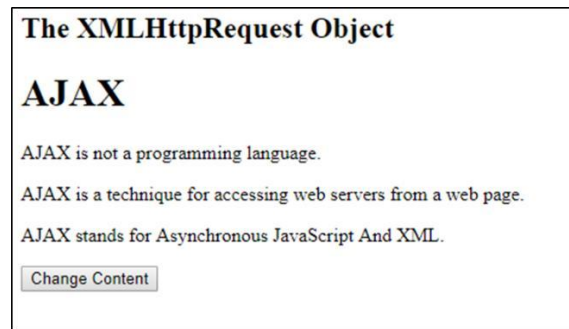 The XMLHttpRequest Object
AJAX
AJAX is not a programming language.
AJAX is a technique for accessing web servers from a web page.
AJAX stands for Asynchronous JavaScript And XML.
Change Content